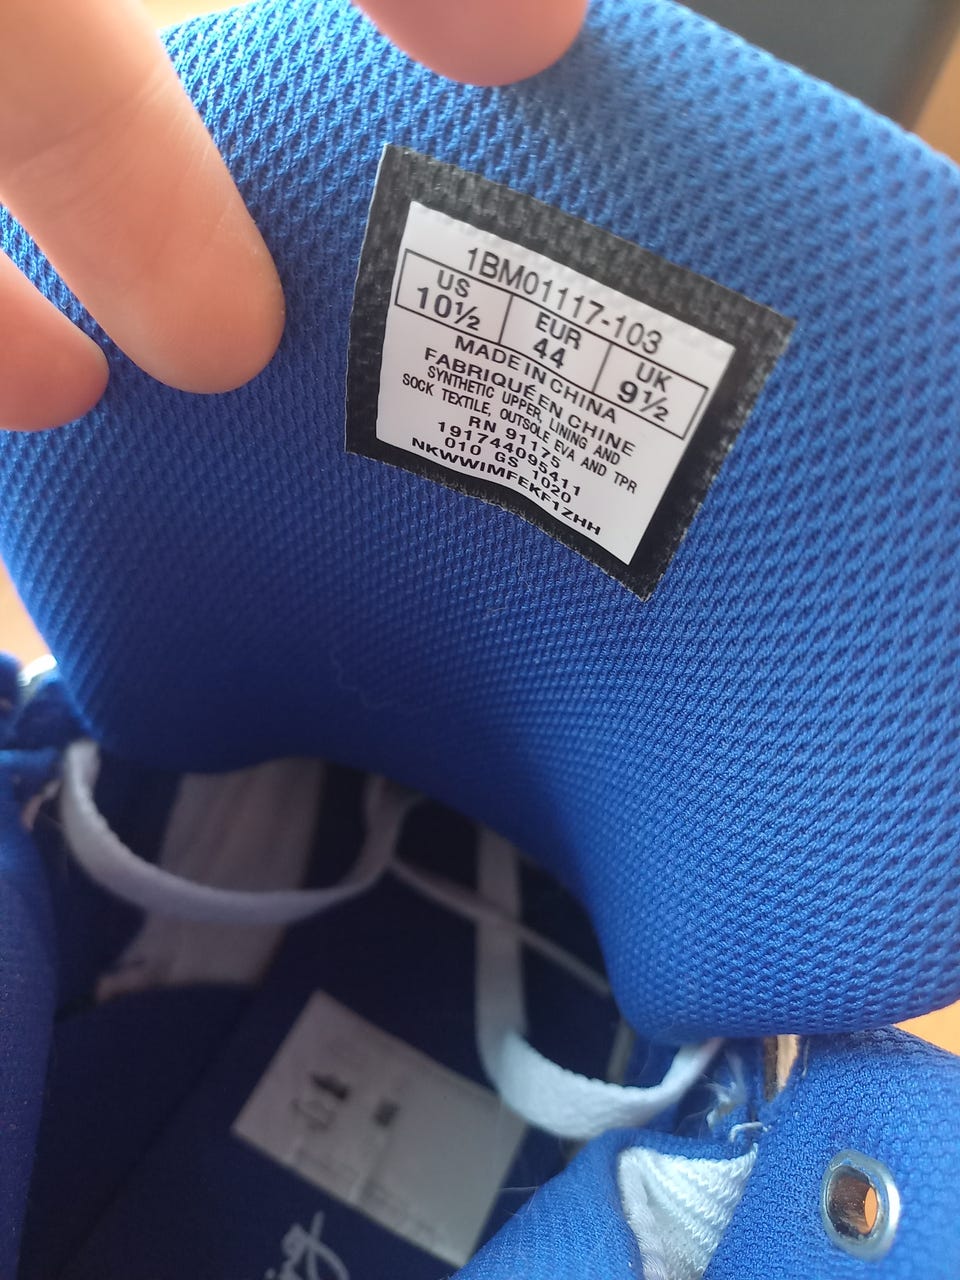 1BM01117-103
US EUR UK
10½ 44 9½
MADE IN CHINA
FABRIQUÉ EN CHINE
SYNTHETIC UPPER, LINING AND
SOCK TEXTILE, OUTSOLE EVA AND TPR
RN 91175
191744095411
010 GS 1020
NKWWIMFEKF1ZHH